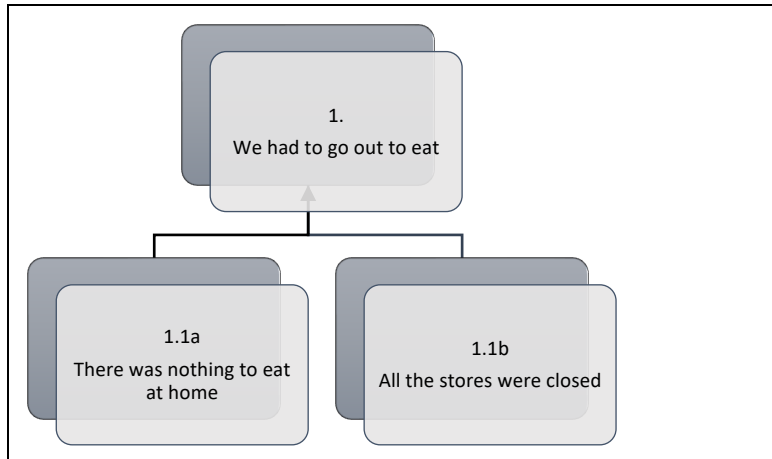 1.
We had to go out to eat
1.1a
There was nothing to eat
at home
1.1b
All the stores were closed